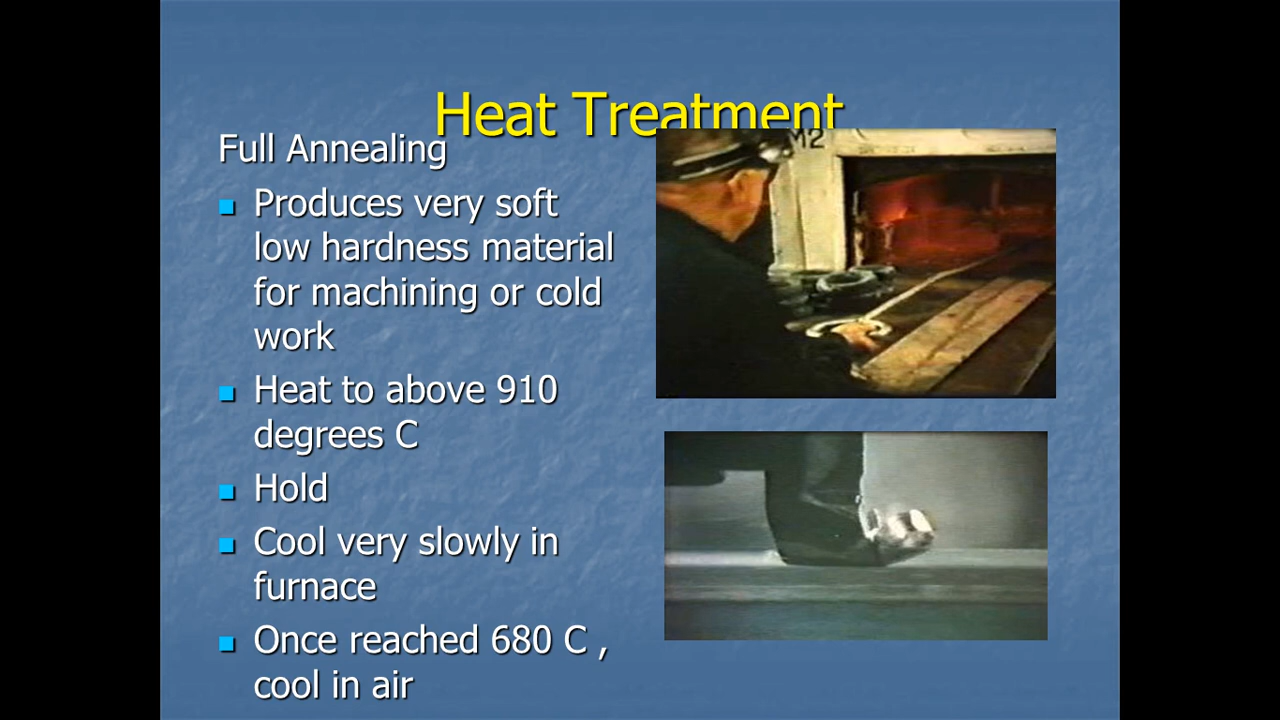 Heat Treatment
Full Annealing
Produces very soft
low hardness material
for machining or cold
work
Heat to above 910
degrees C
Hold
Cool very slowly in
furnace
Once reached 680 C ,
cool in air
M2